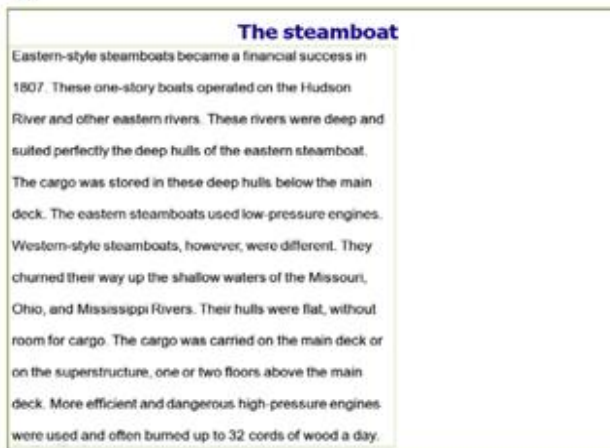 The steamboat
Eastern-style steamboats became a financial success in
1807. These one-story boats operated on the Hudson
River and other eastern rivers. These rivers were deep and
suited perfectly the deep hulls of the eastern steamboat.
The cargo was stored in these deep hulls below the main
deck. The eastern steamboats used low-pressure engines.
Western-style steamboats, however, were different. They
churned their way up the shallow waters of the Missouri,
Ohio, and Mississippi Rivers. Their hulls were flat, without
room for cargo. The cargo was carried on the main deck or
on the superstructure, one or two floors above the main
deck. More efficient and dangerous high-pressure engines
were used and often burned up to 32 cords of wood a day.